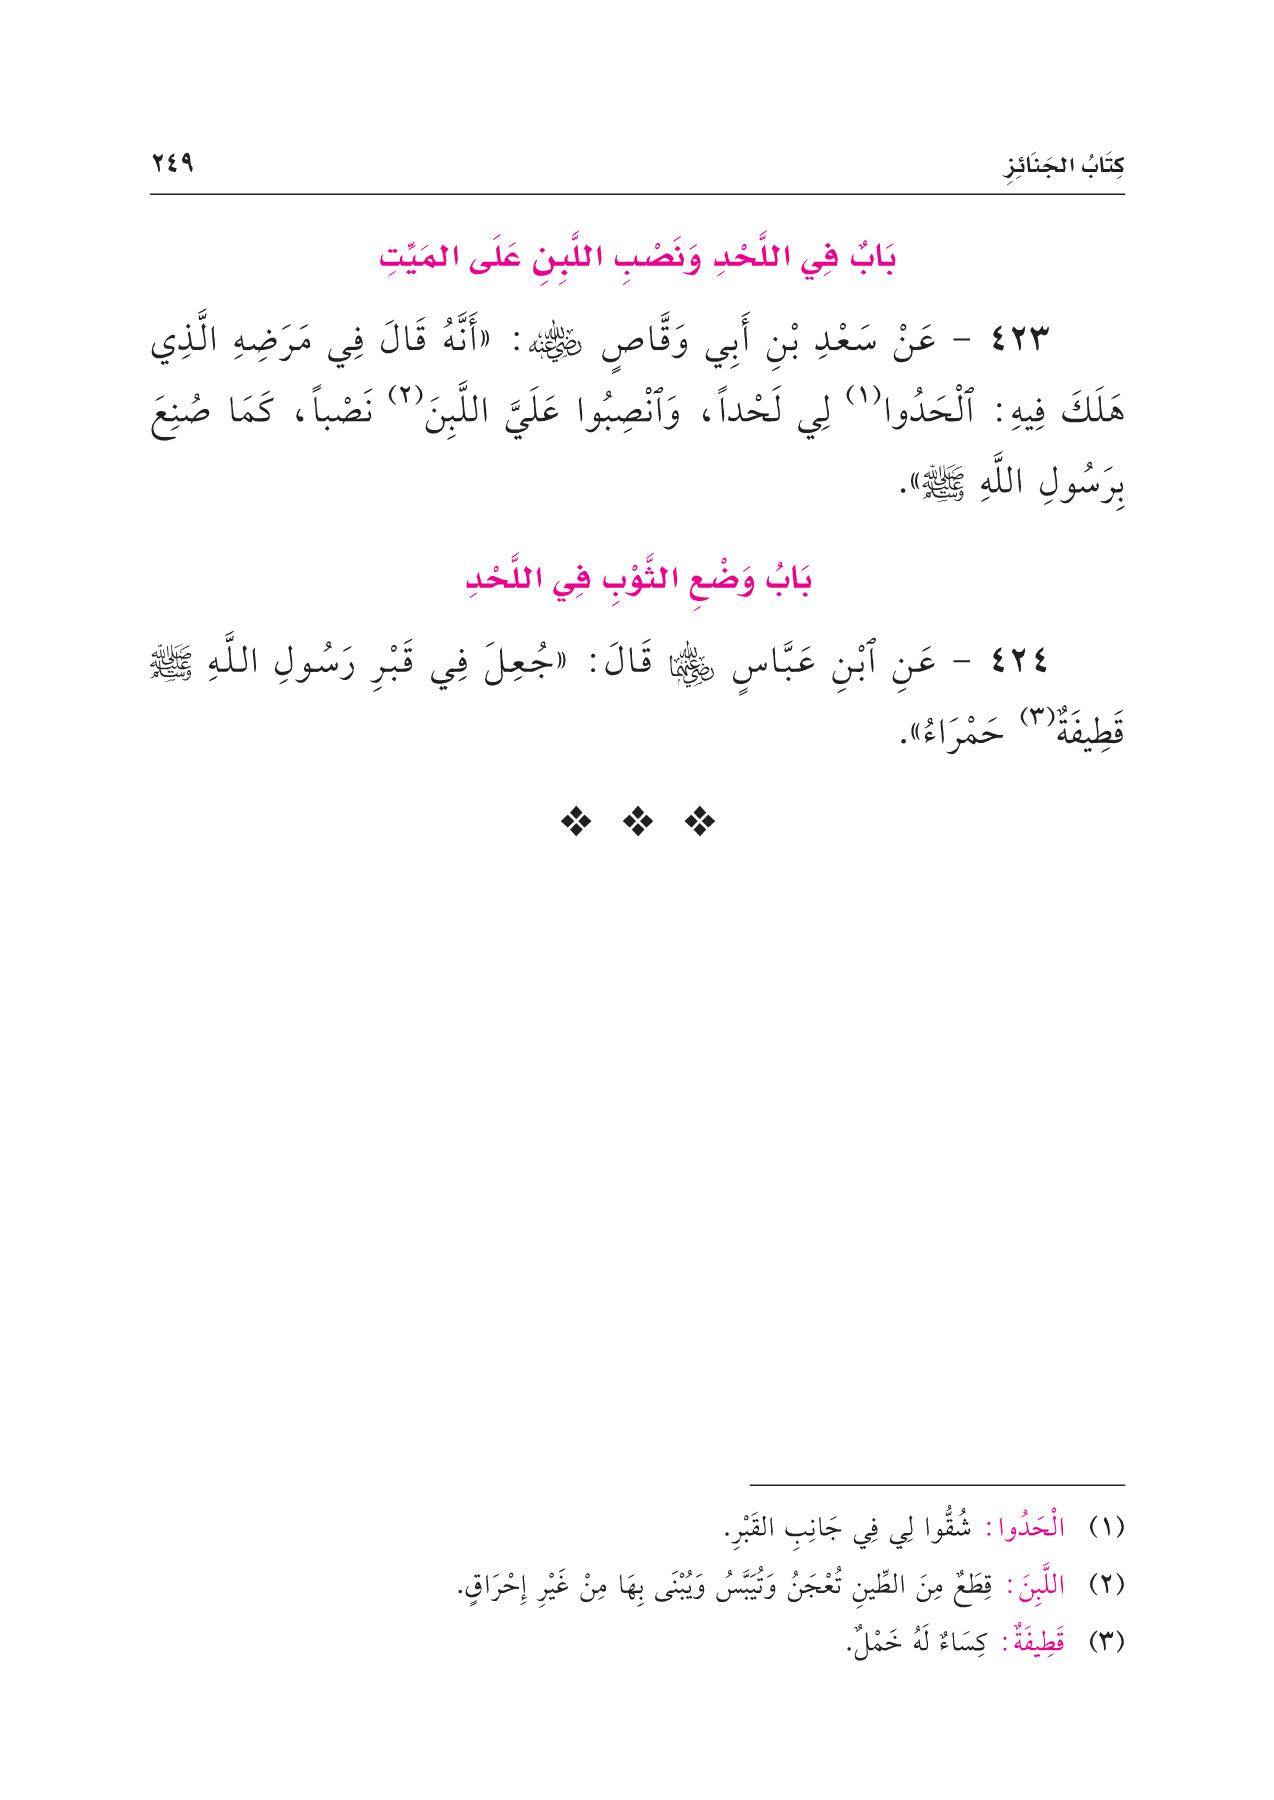 كِتَابُ الجَنَائِزِ ٢٤٩
بَابٌ فِي اللَّحْدِ وَنَصْبِ اللَّبِنِ عَلَى المَيِّتِ
٤٢٣ - عَنْ سَعْدِ بْنِ أَبِي وَقَّاصٍ رضي الله عنه: «أَنَّهُ قَالَ فِي مَرَضِهِ الَّذِي
هَلَكَ فِيهِ: ٱلْحَدُوا(١) لِي لَحْداً، وَٱنْصِبُوا عَلَيَّ اللَّبِنَ(٢) نَصْباً، كَمَا صُنِعَ
بِرَسُولِ اللَّهِ ﷺ».
بَابُ وَضْعِ الثَّوْبِ فِي اللَّحْدِ
٤٢٤ - عَنِ ٱبْنِ عَبَّاسٍ رضي الله عنهما قَالَ: «جُعِلَ فِي قَبْرِ رَسُولِ اللَّهِ ﷺ
قَطِيفَةٌ(٣) حَمْرَاءُ».
(١) الْحَدُوا: شُقُّوا لِي فِي جَانِبِ القَبْرِ.
(٢) اللَّبِنَ: قِطَعٌ مِنَ الطِّينِ تُعْجَنُ وَتُيَبَّسُ وَيُبْنَى بِهَا مِنْ غَيْرِ إِحْرَاقٍ.
(٣) قَطِيفَةٌ: كِسَاءٌ لَهُ خَمْلٌ.